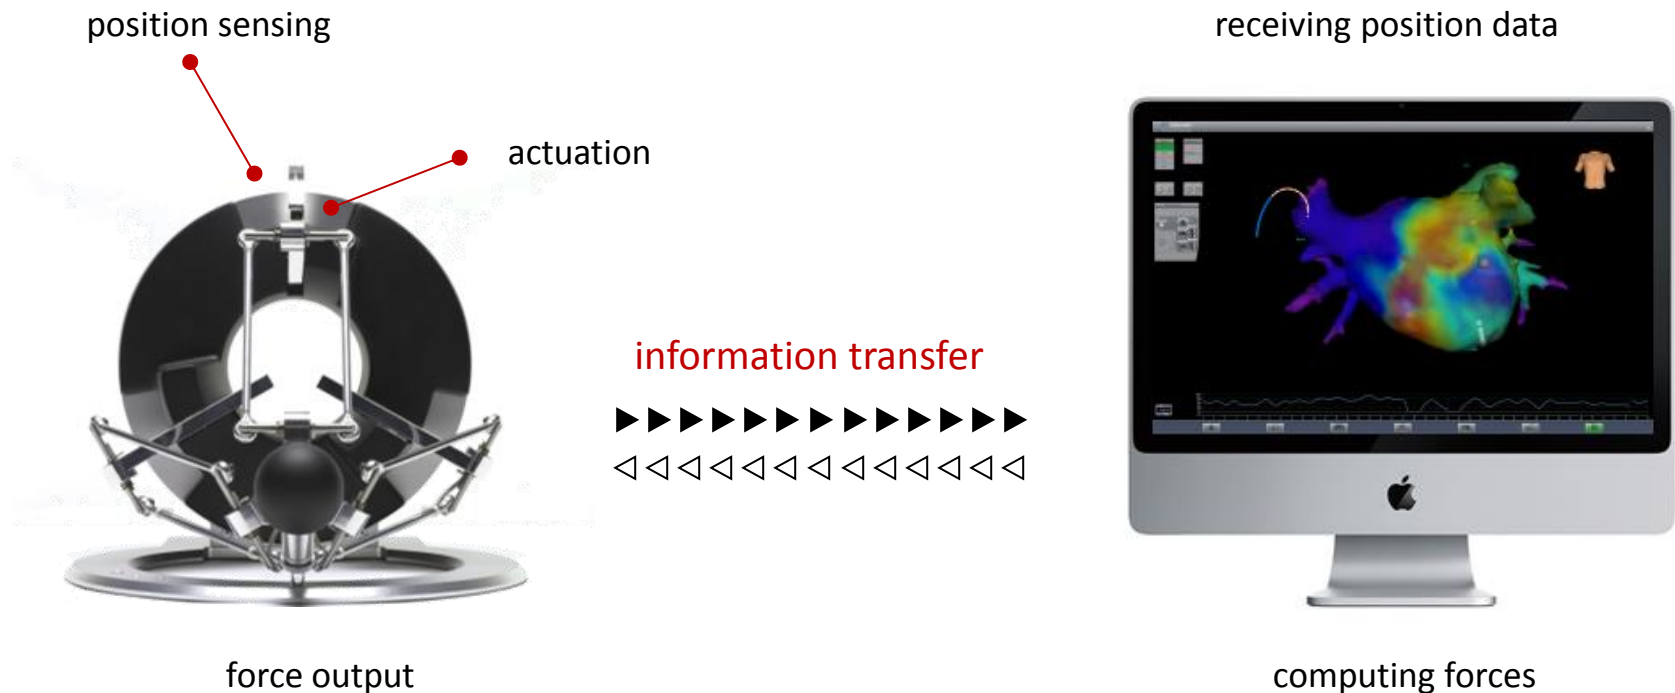 position sensing
receiving position data
actuation
information transfer
force output
computing forces